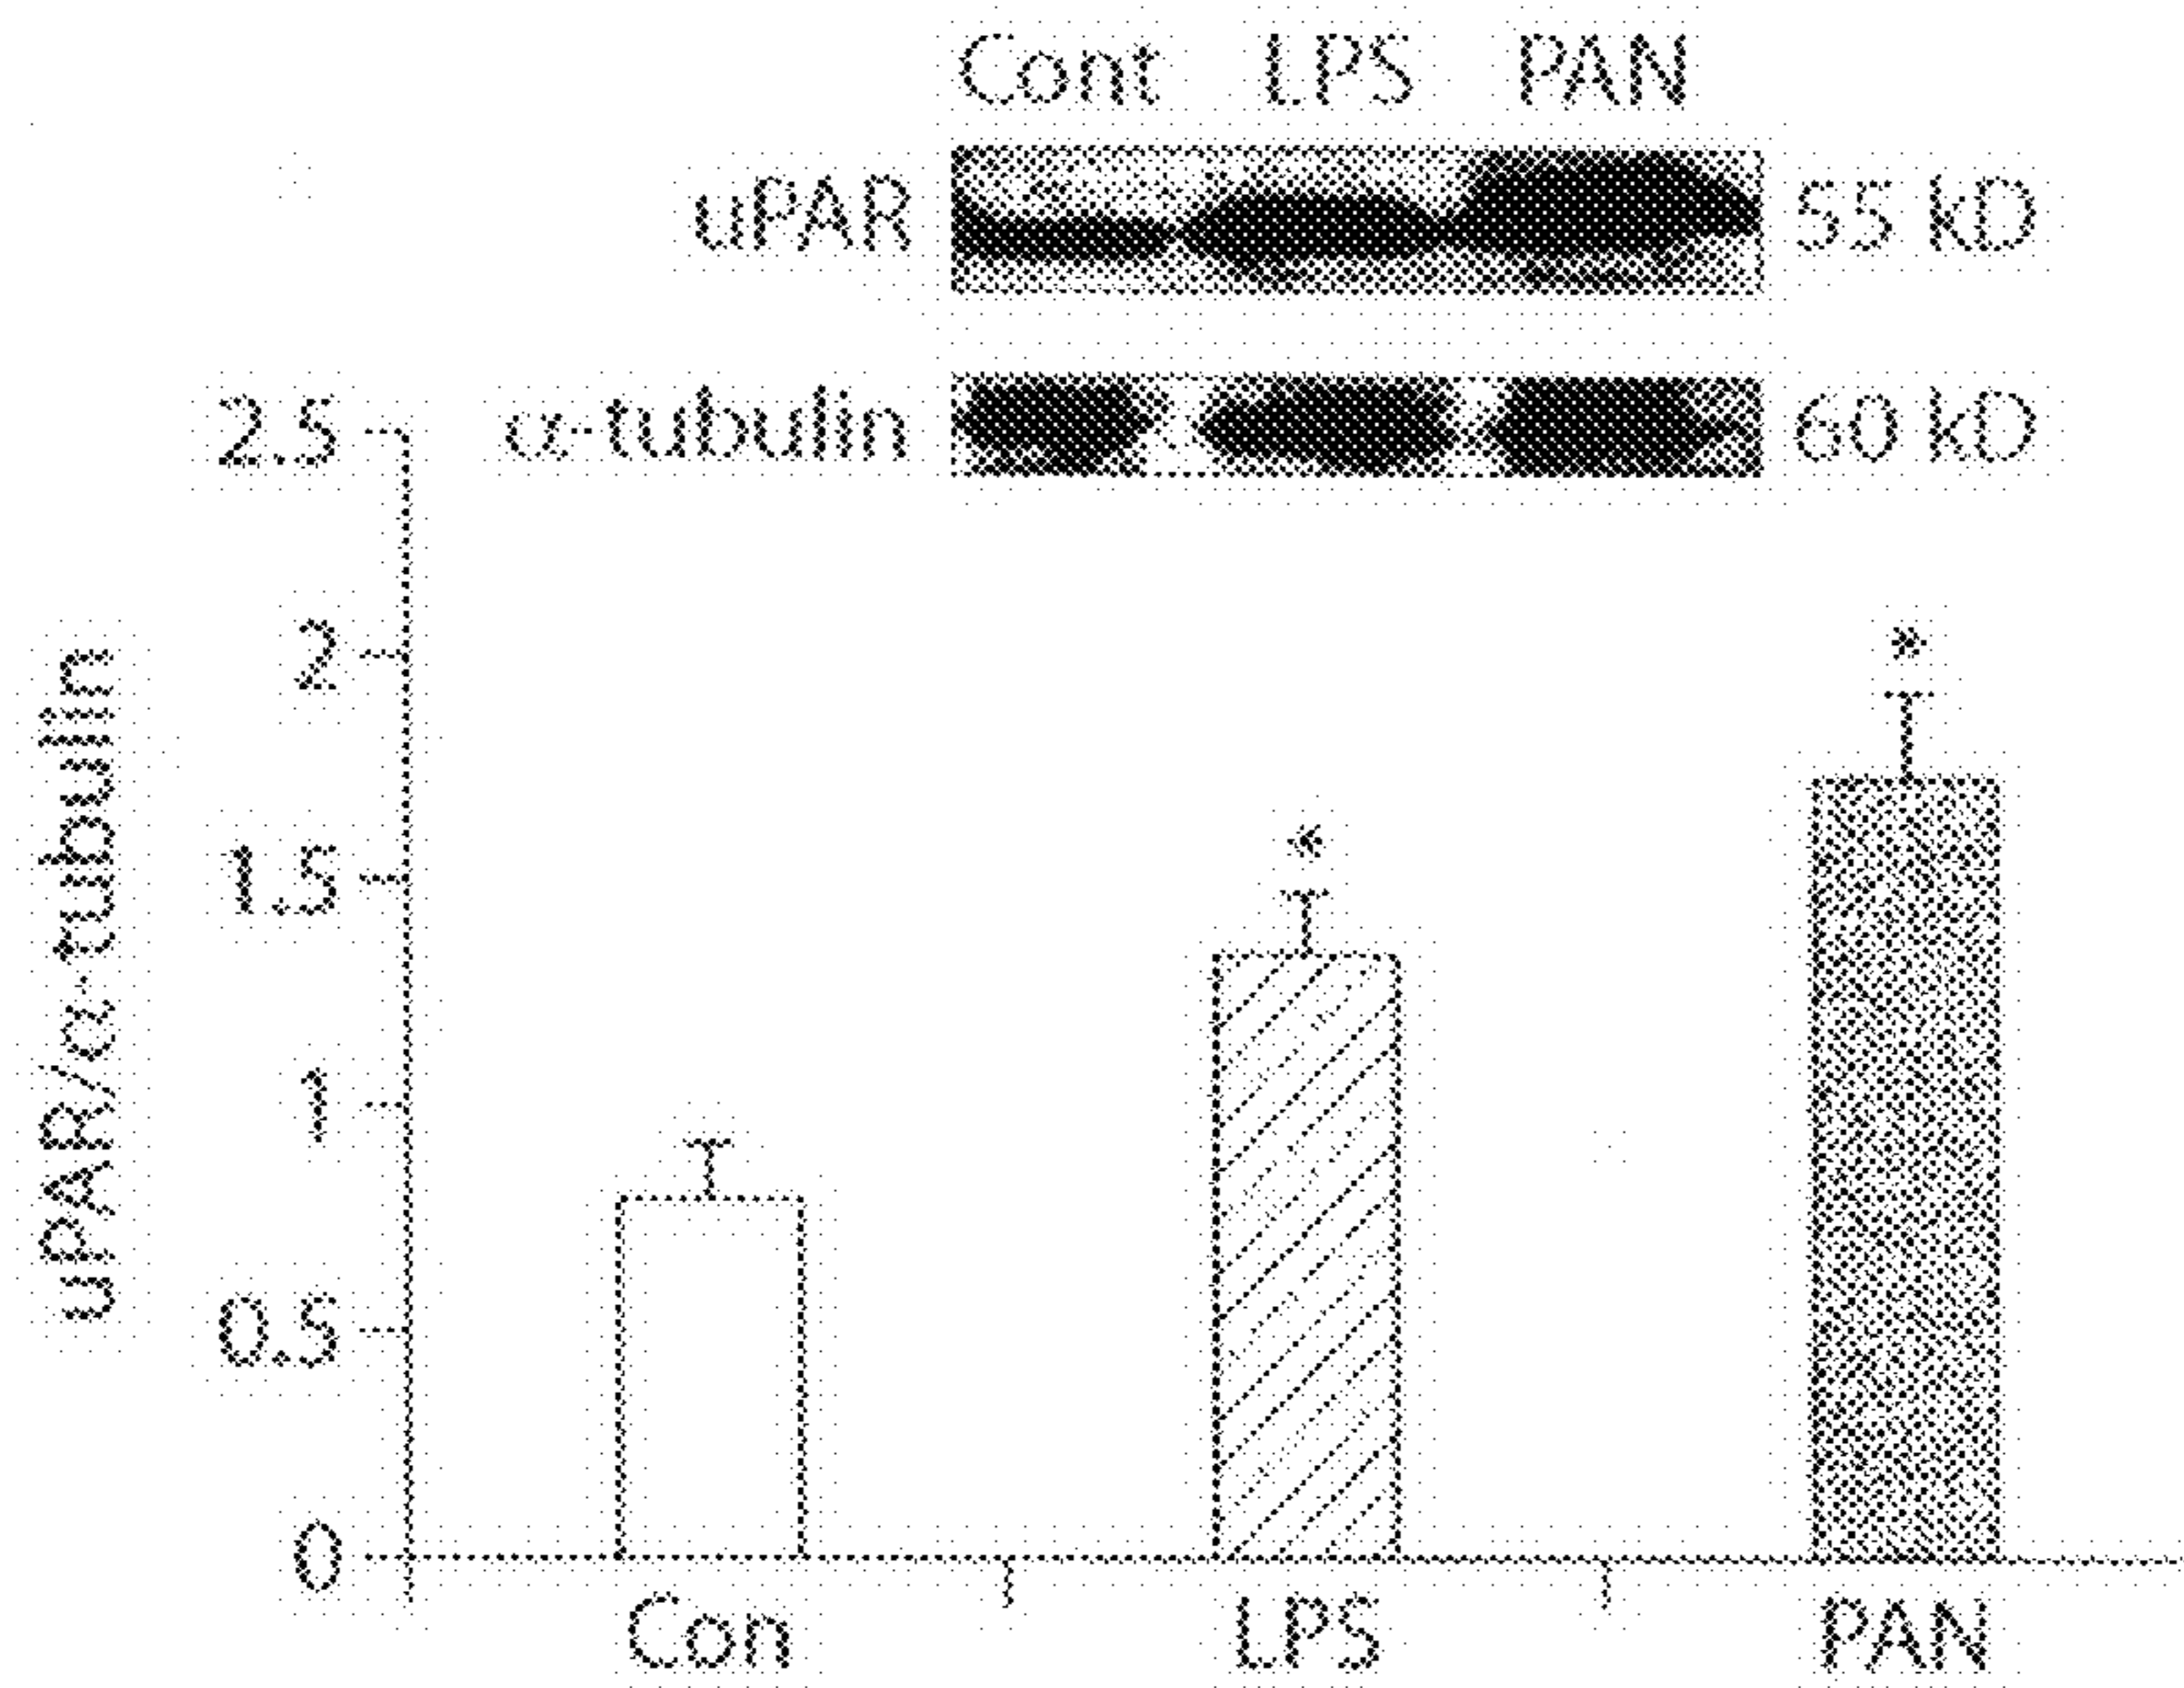 Cont LPS PAN
uPAR 55 kD
α-tubulin 60 kD
2.5
2
1.5
1
0.5
0
uPAR/α-tubulin
* *
Con LPS PAN